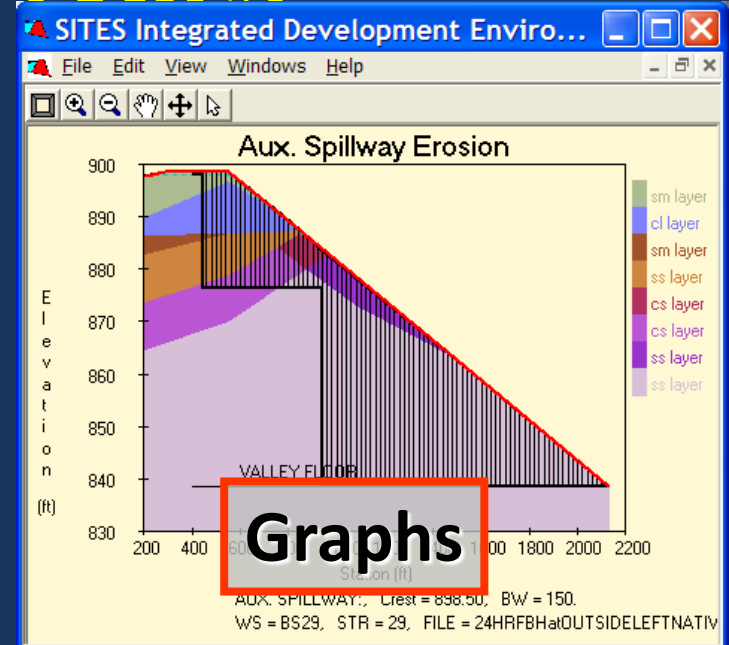 SITES Integrated Development Enviro...
File Edit View Windows Help
Aux. Spillway Erosion
900
890
880
870
860
850
840
830
Elevation
(ft)
sm layer
cl layer
sm layer
ss layer
cs layer
cs layer
ss layer
ss layer
VALLEY FLOOR
Graphs
200 400 1800 2000 2200
Station (ft)
AUX. SPILLWAY:, Crest = 898.50, BW = 150.
WS = BS29, STR = 29, FILE = 24HRFBHatOUTSIDELEFTNATIV